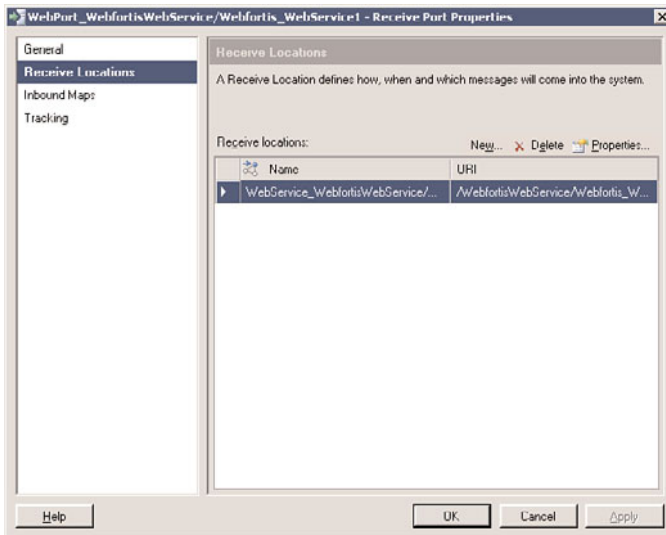 WebPort_WebfortisWebService/Webfortis_WebService1 - Receive Port Properties
General
Receive Locations
Inbound Maps
Tracking
Receive Locations
A Receive Location defines how, when and which messages will come into the system.
Receive locations:
New... Delete Properties...
Name URI
WebService_WebfortisWebService/... /WebfortisWebService/Webfortis_W...
Help OK Cancel Apply